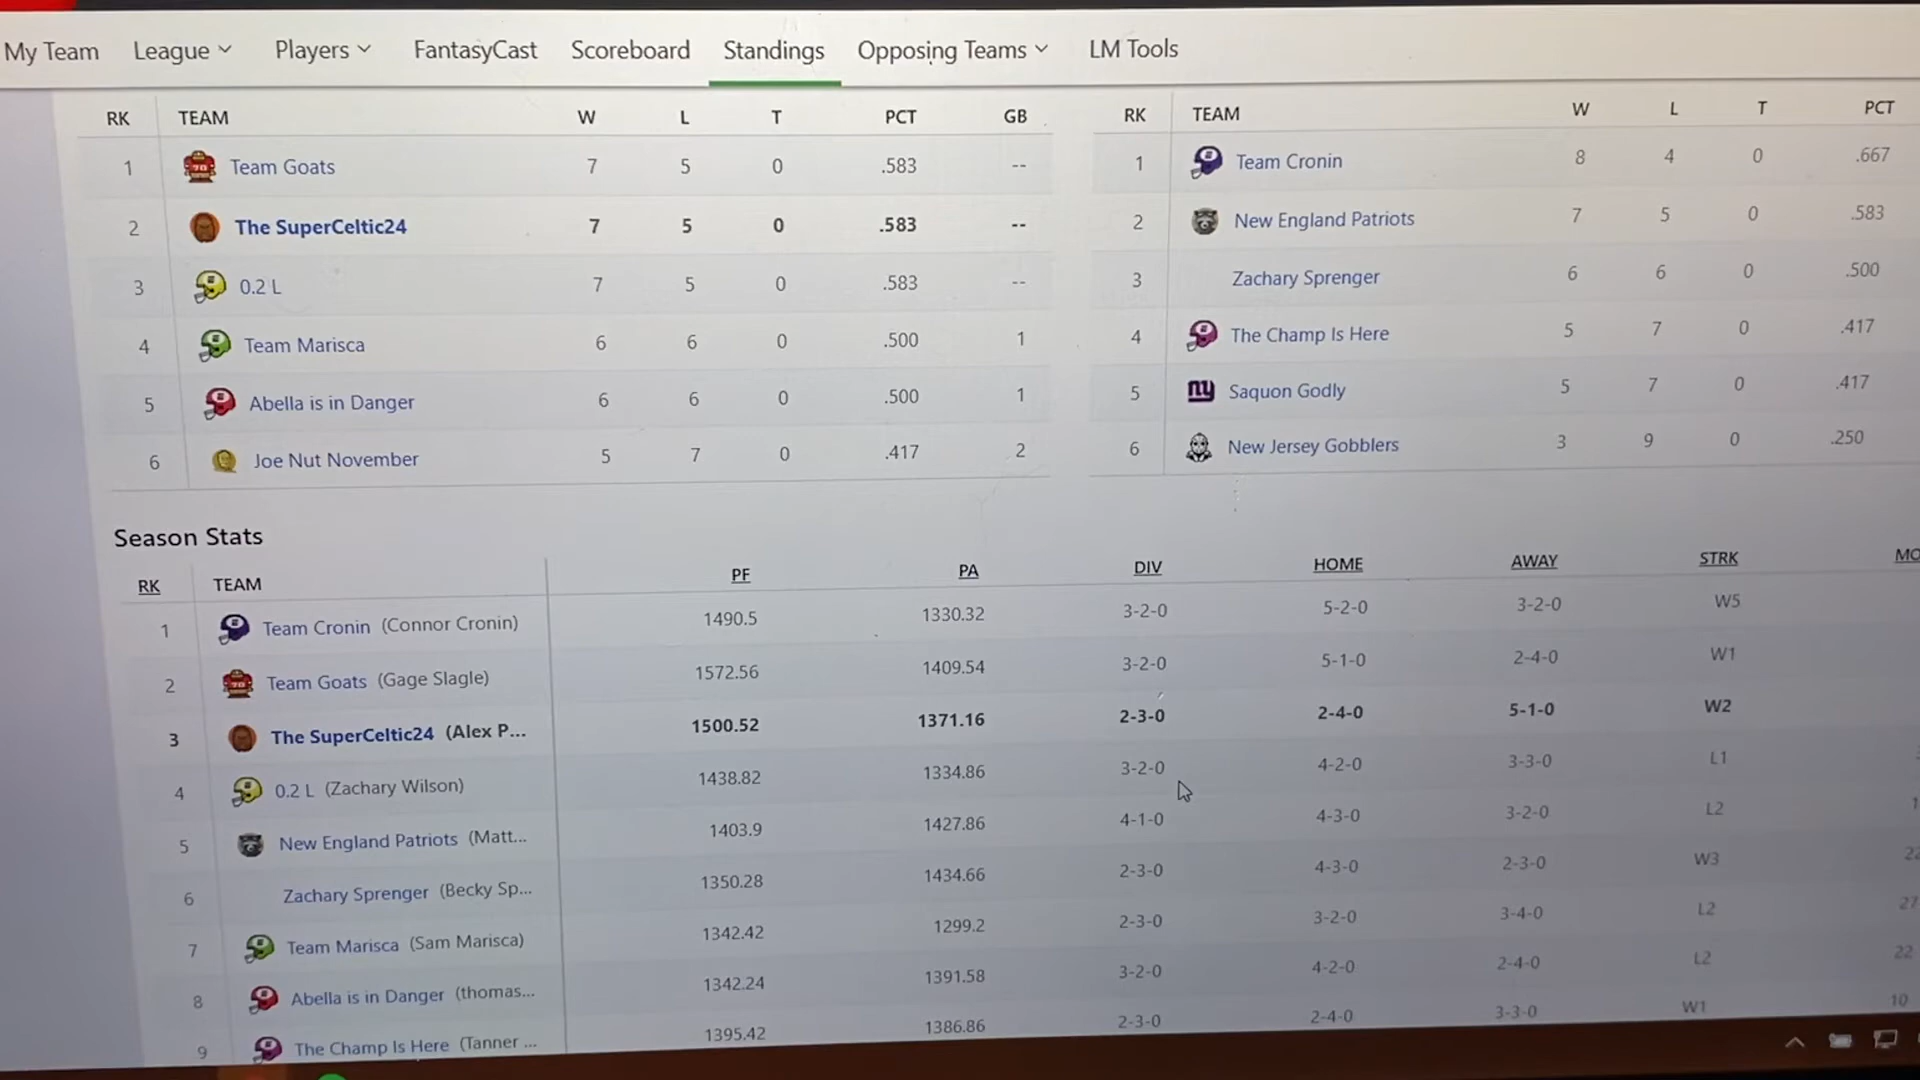 My Team League Players FantasyCast Scoreboard Standings Opposing Teams LM Tools
RK TEAM W L T PCT GB
1 Team Goats 7 5 0 .583 --
2 The SuperCeltic24 7 5 0 .583 --
3 0.2 L 7 5 0 .583 --
4 Team Marisca 6 6 0 .500 1
5 Abella is in Danger 6 6 0 .500 1
6 Joe Nut November 5 7 0 .417 2
RK TEAM W L T PCT
1 Team Cronin 8 4 0 .667
2 New England Patriots 7 5 0 .583
3 Zachary Sprenger 6 6 0 .500
4 The Champ Is Here 5 7 0 .417
5 Saquon Godly 5 7 0 .417
6 New Jersey Gobblers 3 9 0 .250
Season Stats
RK TEAM PF PA DIV HOME AWAY STRK MO
1 Team Cronin (Connor Cronin) 1490.5 1330.32 3-2-0 5-2-0 3-2-0 W5
2 Team Goats (Gage Slagle) 1572.56 1409.54 3-2-0 5-1-0 2-4-0 W1
3 The SuperCeltic24 (Alex P... 1500.52 1371.16 2-3-0 2-4-0 5-1-0 W2
4 0.2 L (Zachary Wilson) 1438.82 1334.86 3-2-0 4-2-0 3-3-0 L1
5 New England Patriots (Matt... 1403.9 1427.86 4-1-0 4-3-0 3-2-0 L2 1
6 Zachary Sprenger (Becky Sp... 1350.28 1434.66 2-3-0 4-3-0 2-3-0 W3 22
7 Team Marisca (Sam Marisca) 1342.42 1299.2 2-3-0 3-2-0 3-4-0 L2 27
8 Abella is in Danger (thomas... 1342.24 1391.58 3-2-0 4-2-0 2-4-0 L2 22
9 The Champ Is Here (Tanner ... 1395.42 1386.86 2-3-0 2-4-0 3-3-0 W1 10